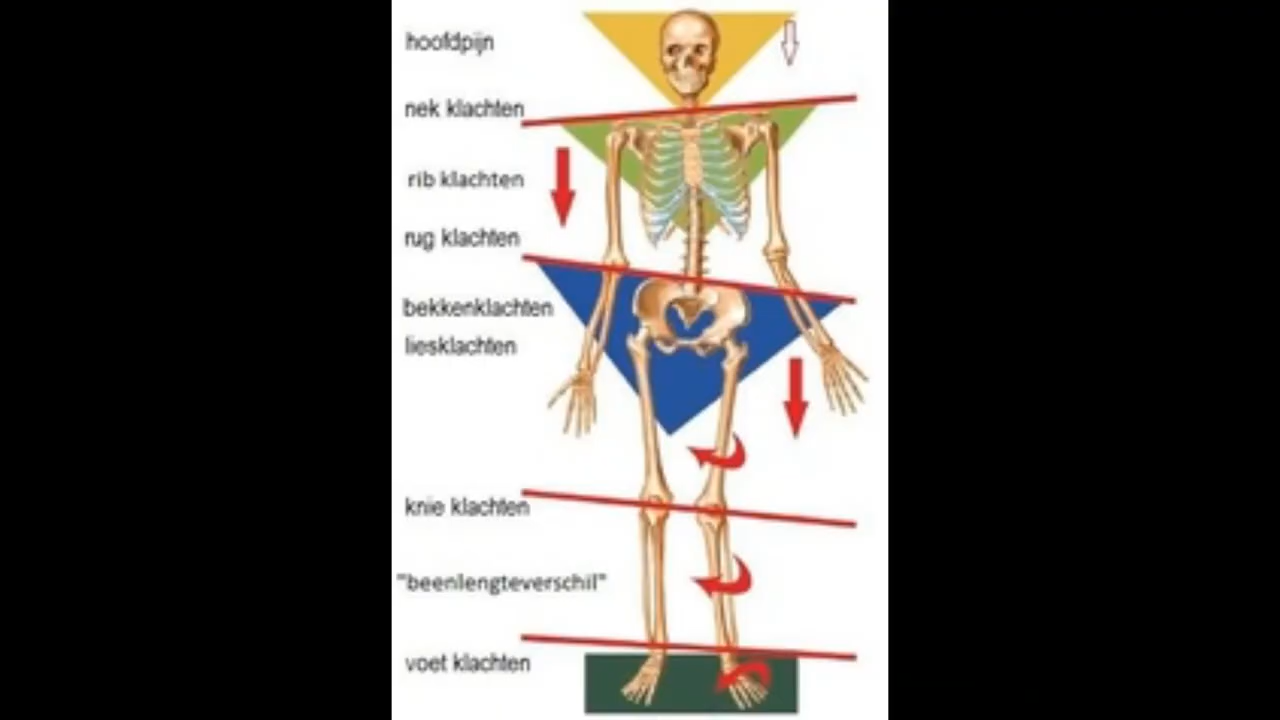 hoofdpijn
nek klachten
rib klachten
rug klachten
bekkenklachten
liesklachten
knie klachten
"beenlengteverschil"
voet klachten